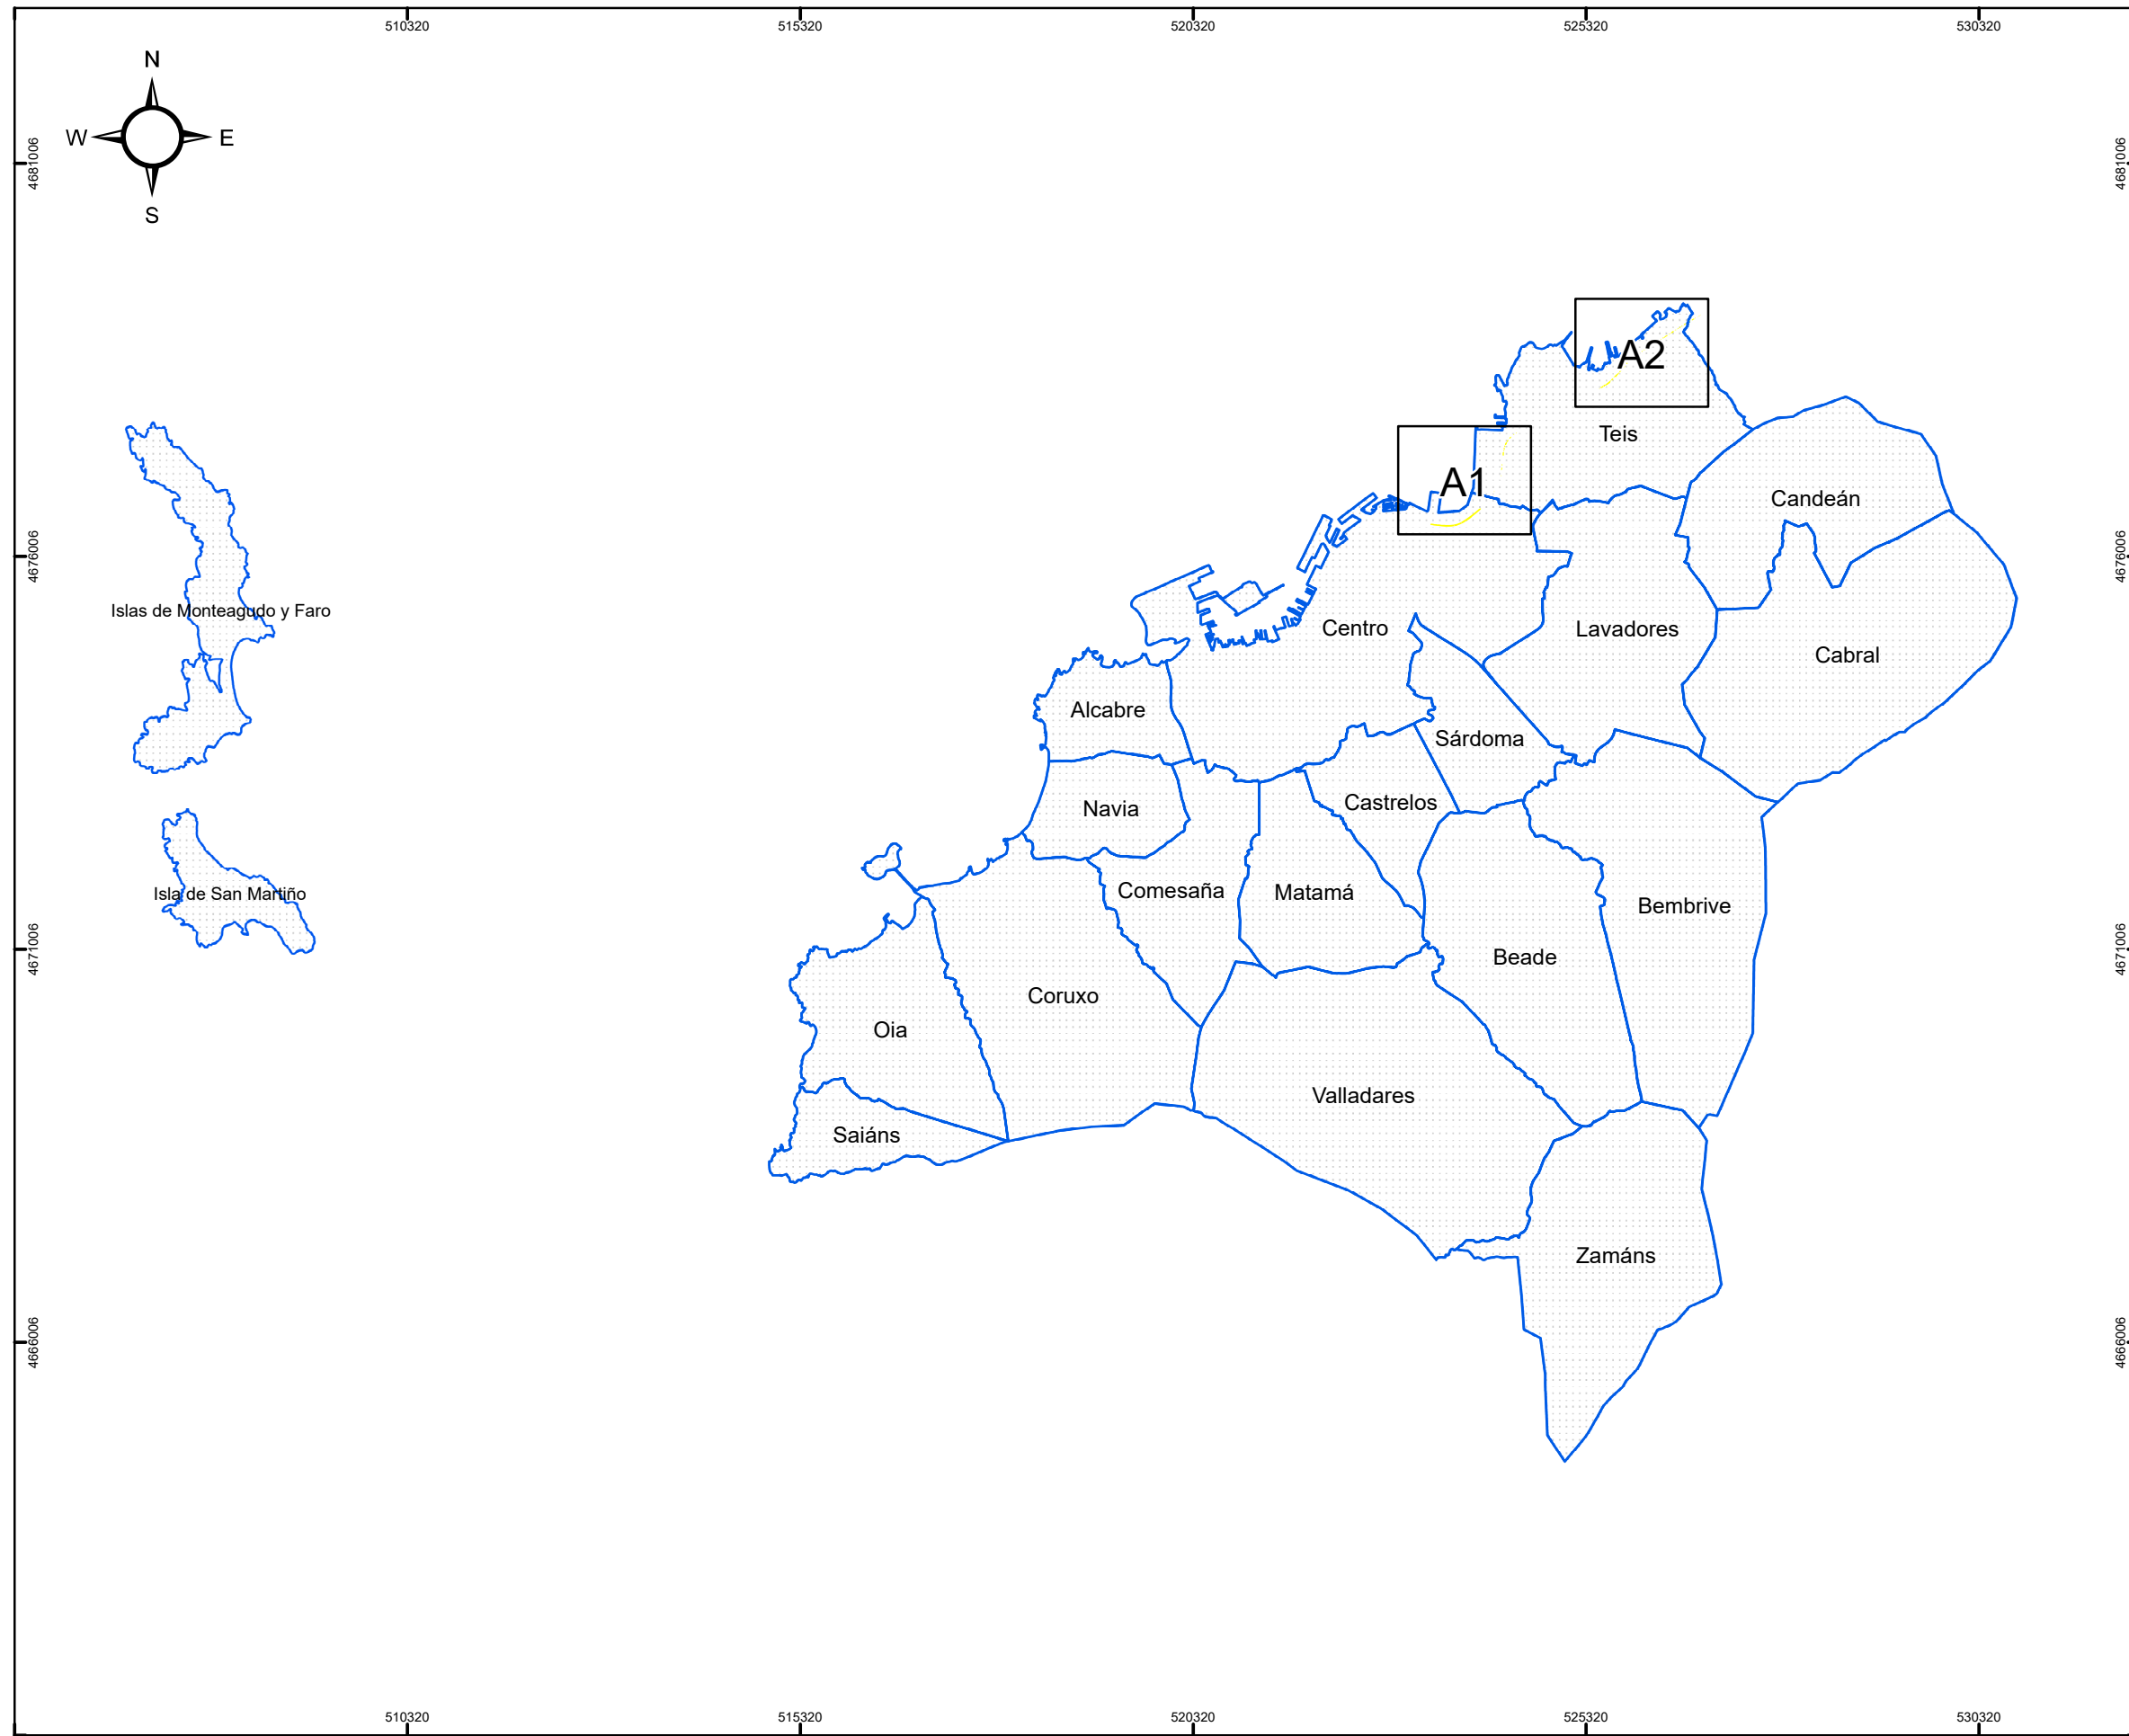 510320
515320
520320
525320
530320
N
W
E
S
4681006
4681006
A2
Teis
A1
Candeán
4676006
4676006
Islas de Monteagudo y Faro
Centro
Lavadores
Cabral
Alcabre
Sárdoma
Castrelos
Navia
Comesaña
Matamá
Isla de San Martiño
Bembrive
4671006
4671006
Beade
Coruxo
Oia
Valladares
Saiáns
Zamáns
4666006
4666006
510320
515320
520320
525320
530320